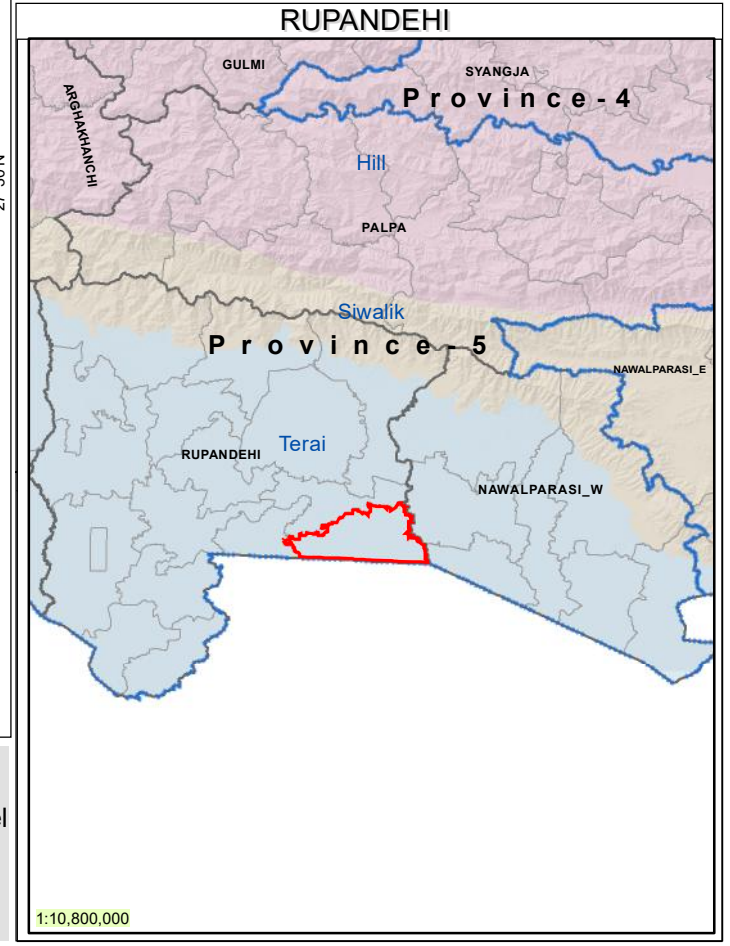 RUPANDEHI
GULMI
SYANGJA
Province-4
ARGHAKHANCHI
Hill
PALPA
Siwalik
Province-5
NAWALPARASI_E
RUPANDEHI
Terai
NAWALPARASI_W
1:10,800,000